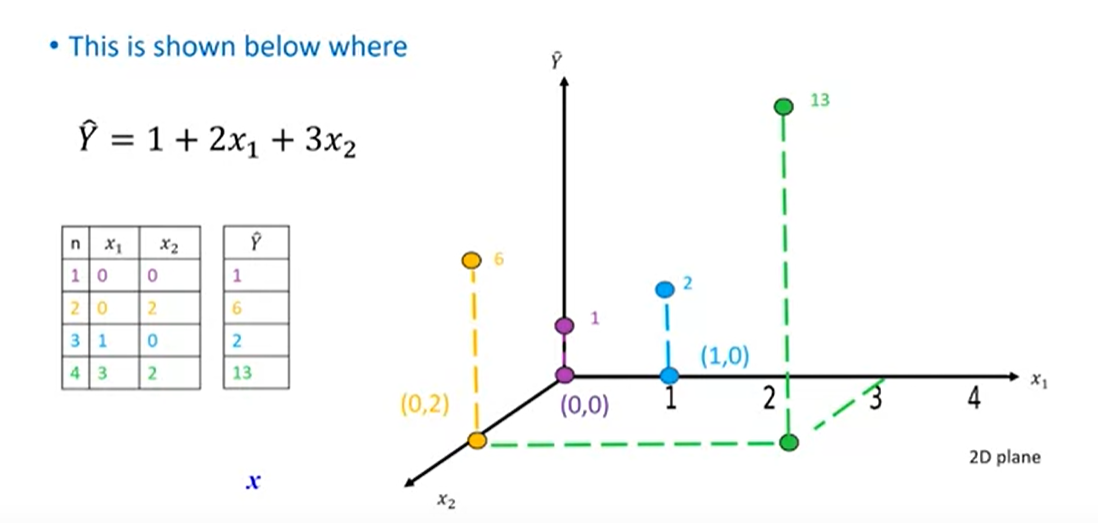 • This is shown below where
Ŷ = 1 + 2x₁ + 3x₂
n x₁ x₂ Ŷ
1 0 0 1
2 0 2 6
3 1 0 2
4 3 2 13
x
Ŷ
13
6
2
1
(1,0)
x₁
(0,2)
(0,0)
1 2 3 4
2D plane
x₂